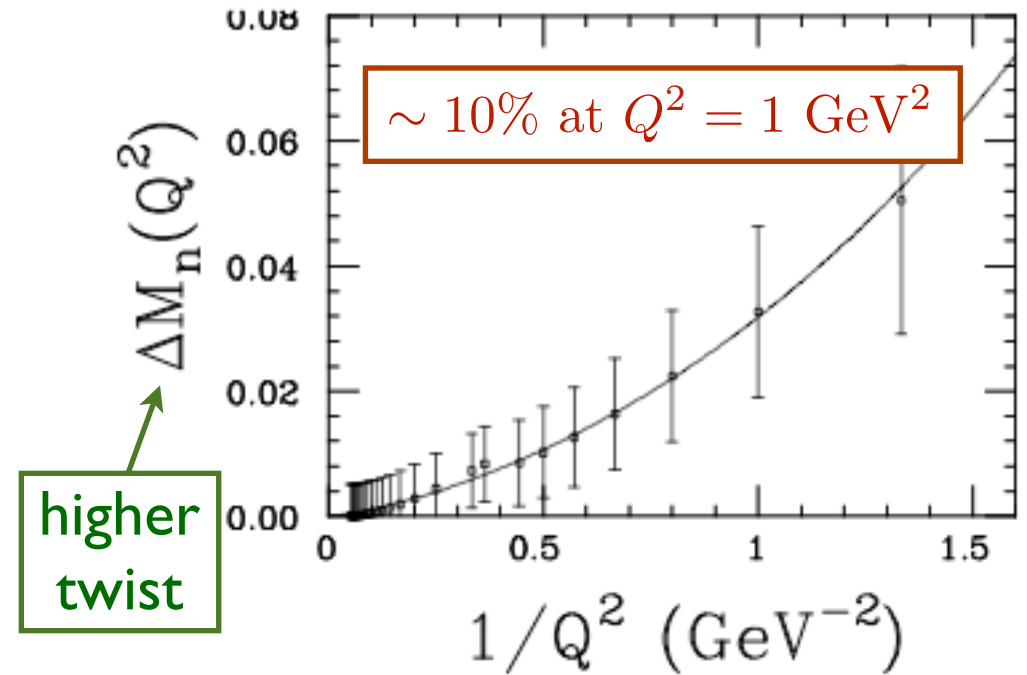 0.08
~ 10% at Q² = 1 GeV²
0.06
ΔMₙ(Q²)
0.04
0.02
higher
twist
0.00
0 0.5 1 1.5
1/Q² (GeV⁻²)